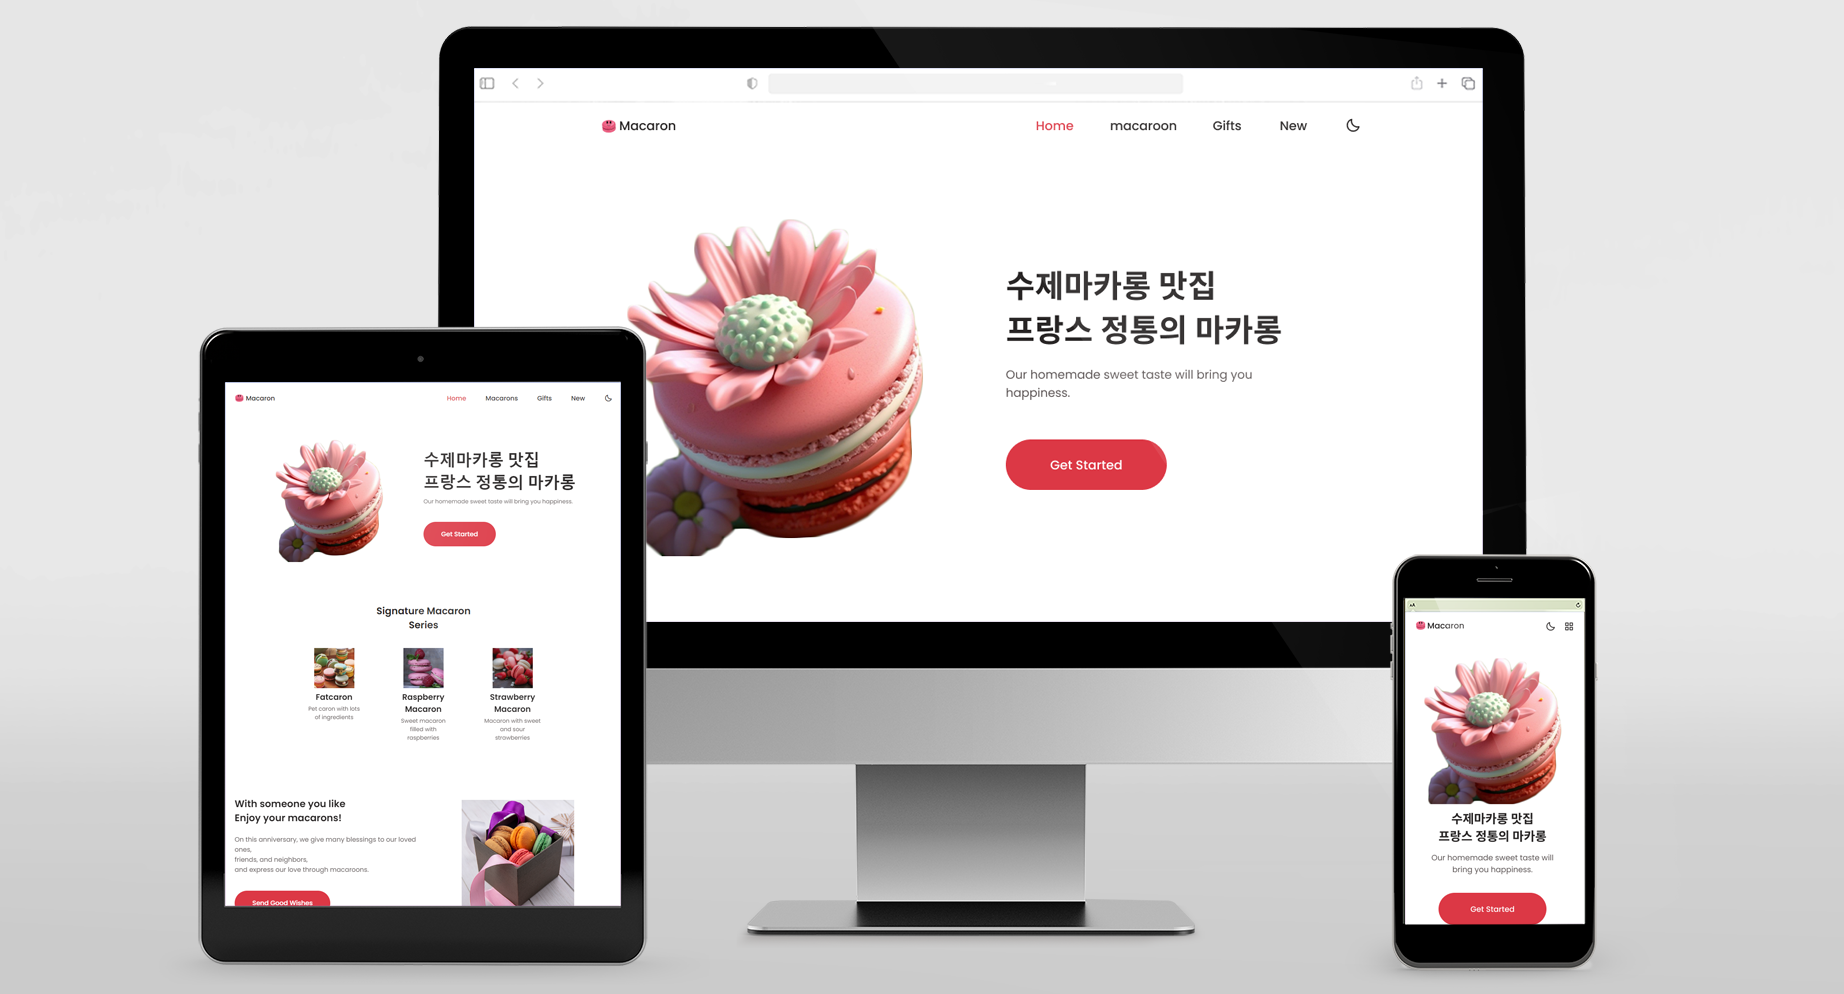 Macaron
Home macaroon Gifts New
수제마카롱 맛집
프랑스 정통의 마카롱
Our homemade sweet taste will bring you
happiness.
Get Started
Macaron
Home Macarons Gifts New
수제마카롱 맛집
프랑스 정통의 마카롱
Our homemade sweet taste will bring you happiness.
Get Started
Signature Macaron
Series
Fatcaron
Pet caron with lots
of ingredients
Raspberry
Macaron
Sweet macaron
filled with
raspberries
Strawberry
Macaron
Macaron with sweet
and sour
strawberries
With someone you like
Enjoy your macarons!
On this anniversary, we give many blessings to our loved
ones,
friends, and neighbors,
and express our love through macaroons.
Send Good Wishes
AA
Macaron
수제마카롱 맛집
프랑스 정통의 마카롱
Our homemade sweet taste will
bring you happiness.
Get Started